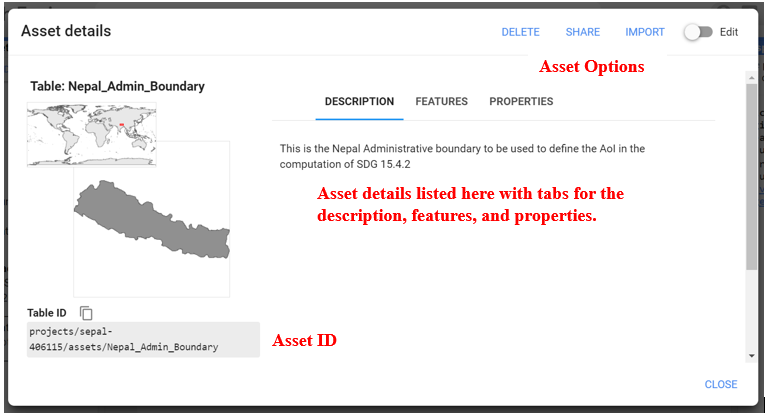 Asset details
DELETE
SHARE
IMPORT
Edit
Asset Options
Table: Nepal_Admin_Boundary
DESCRIPTION
FEATURES
PROPERTIES
This is the Nepal Administrative boundary to be used to define the AoI in the
computation of SDG 15.4.2
Asset details listed here with tabs for the
description, features, and properties.
Table ID
projects/sepal-
406115/assets/Nepal_Admin_Boundary
Asset ID
CLOSE